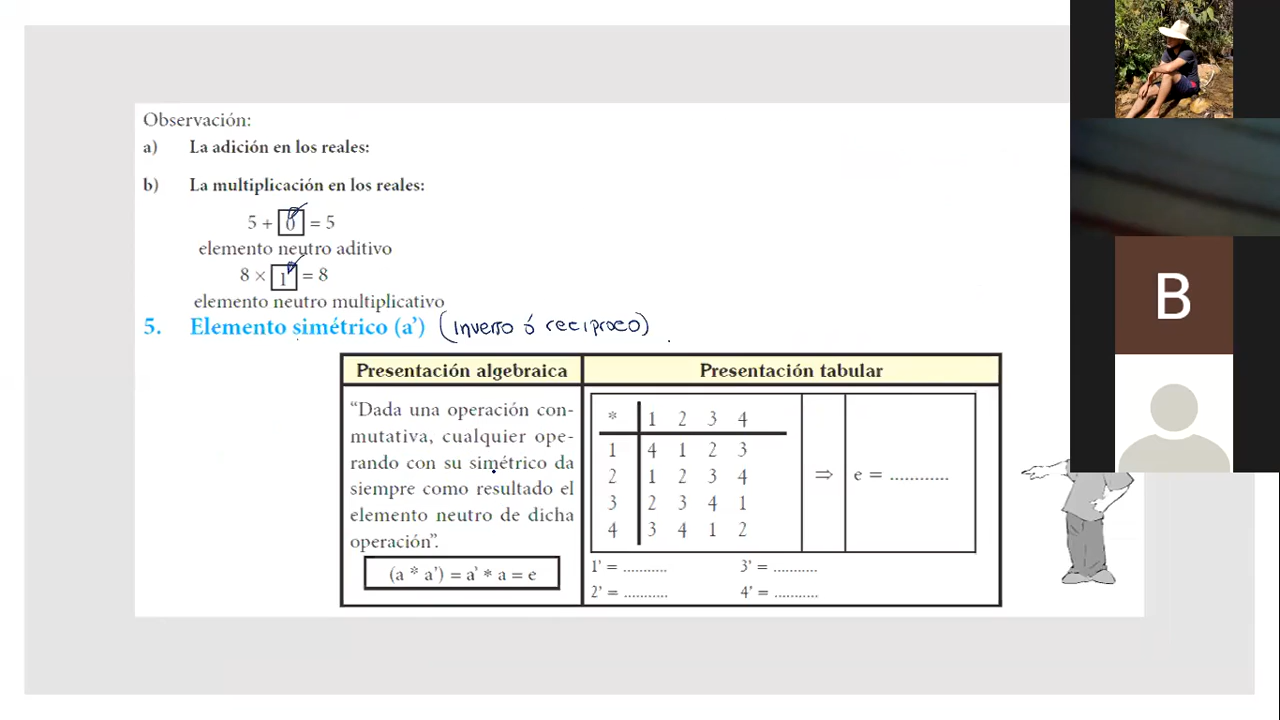 Observación:
a) La adición en los reales:
b) La multiplicación en los reales:
5 + 0 = 5
elemento neutro aditivo
8 × 1 = 8
elemento neutro multiplicativo
5. Elemento simétrico (a’) (inverso ó reciproco)
Presentación algebraica
“Dada una operación con-
mutativa, cualquier ope-
rando con su simétrico da
siempre como resultado el
elemento neutro de dicha
operación”.
(a * a’) = a’ * a = e
Presentación tabular
* 1 2 3 4
1 4 1 2 3
2 1 2 3 4
3 2 3 4 1
4 3 4 1 2
⇒ e = ............
1’ = ........... 3’ = ...........
2’ = ........... 4’ = ...........
B